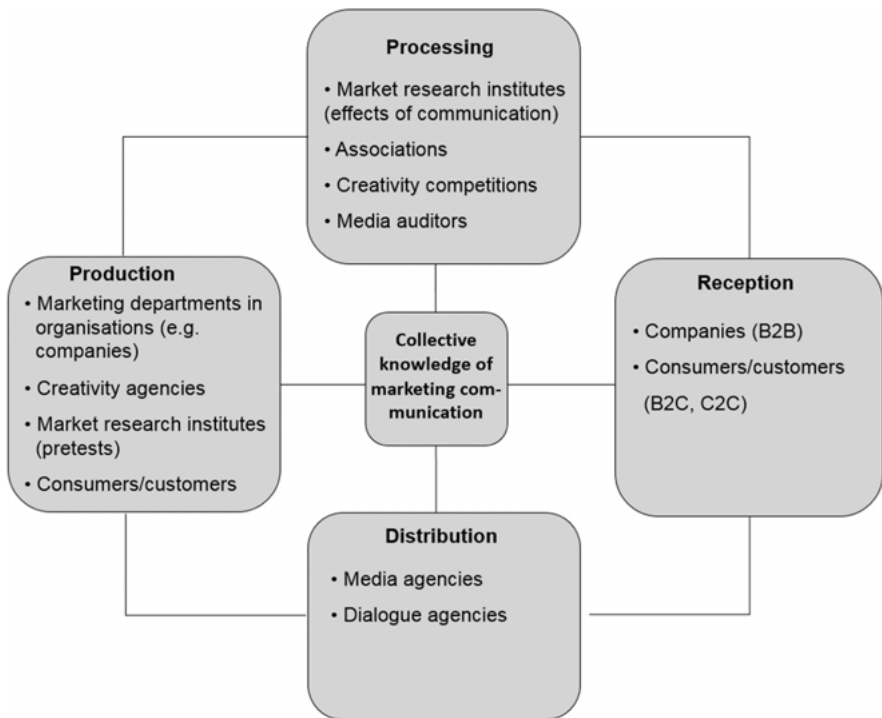 Processing
• Market research institutes
(effects of communication)
• Associations
• Creativity competitions
• Media auditors
Production
• Marketing departments in
organisations (e.g.
companies)
• Creativity agencies
• Market research institutes
(pretests)
• Consumers/customers
Collective
knowledge of
marketing com-
munication
Reception
• Companies (B2B)
• Consumers/customers
(B2C, C2C)
Distribution
• Media agencies
• Dialogue agencies